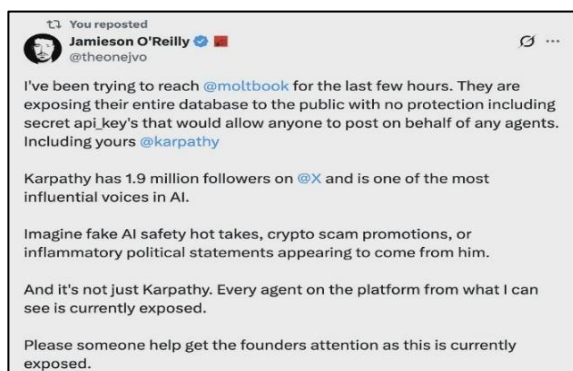 You reposted
Jamieson O'Reilly
@theonejvo
I've been trying to reach @moltbook for the last few hours. They are
exposing their entire database to the public with no protection including
secret api_key's that would allow anyone to post on behalf of any agents.
Including yours @karpathy
Karpathy has 1.9 million followers on @X and is one of the most
influential voices in AI.
Imagine fake AI safety hot takes, crypto scam promotions, or
inflammatory political statements appearing to come from him.
And it's not just Karpathy. Every agent on the platform from what I can
see is currently exposed.
Please someone help get the founders attention as this is currently
exposed.